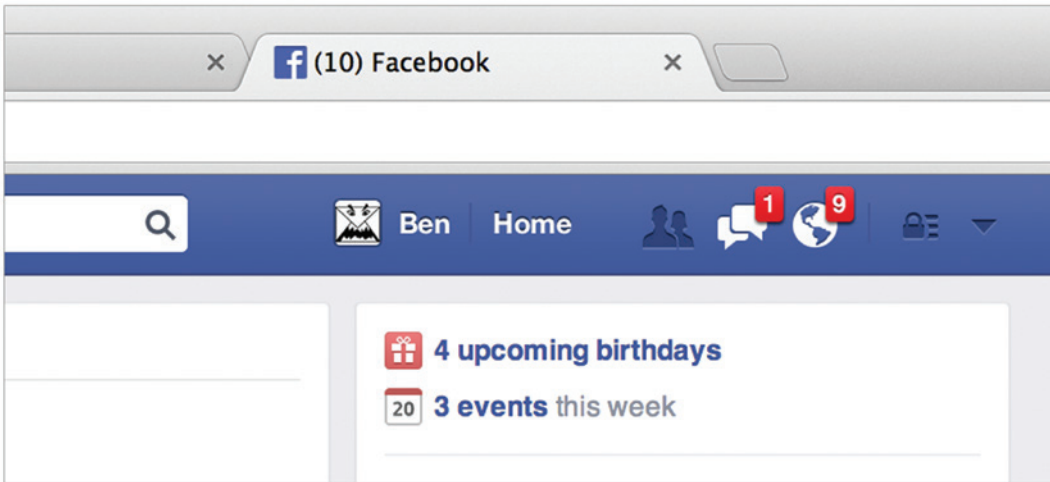 (10) Facebook
Ben Home 1 9
4 upcoming birthdays
20 3 events this week